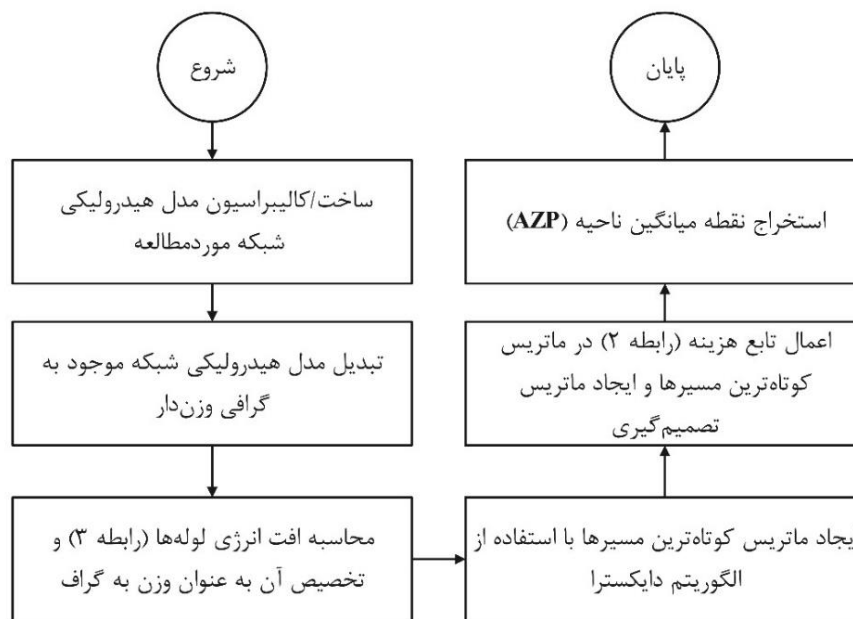 شروع
ساخت/کالیبراسیون مدل هیدرولیکی
شبکه موردمطالعه
تبدیل مدل هیدرولیکی شبکه موجود به
گرافی وزن‌دار
محاسبه افت انرژی لوله‌ها (رابطه ۳) و
تخصیص آن به عنوان وزن به گراف
ایجاد ماتریس کوتاه‌ترین مسیرها با استفاده از
الگوریتم دایکسترا
اعمال تابع هزینه (رابطه ۲) در ماتریس
کوتاه‌ترین مسیرها و ایجاد ماتریس
تصمیم‌گیری
استخراج نقطه میانگین ناحیه (AZP)
پایان